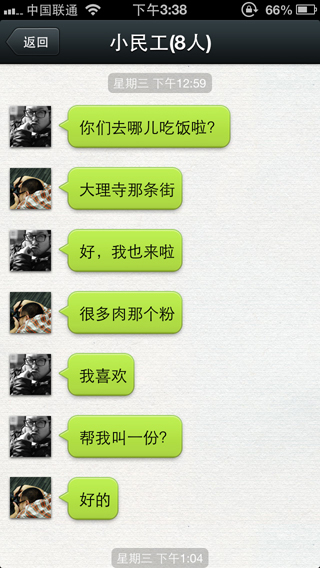 中国联通 下午3:38 66%
返回 小民工(8人)
星期三 下午12:59
你们去哪儿吃饭啦?
大理寺那条街
好，我也来啦
很多肉那个粉
我喜欢
帮我叫一份?
好的
星期三 下午1:04